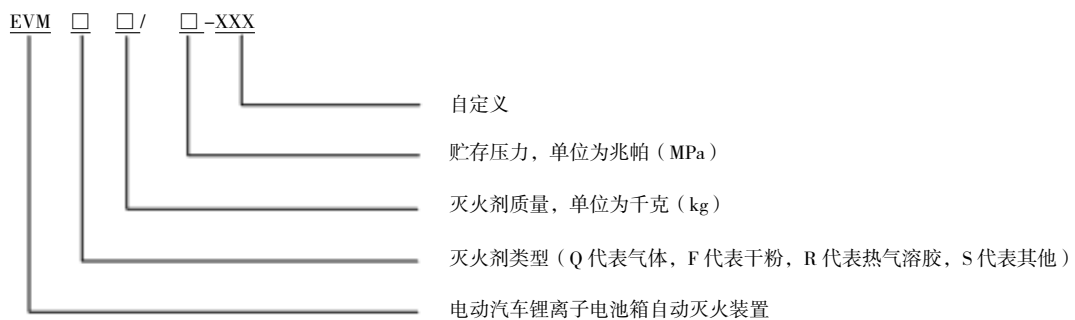 EVM □ □/ □-XXX
自定义
贮存压力，单位为兆帕（MPa）
灭火剂质量，单位为千克（kg）
灭火剂类型（Q代表气体，F代表干粉，R代表热气溶胶，S代表其他）
电动汽车锂离子电池箱自动灭火装置